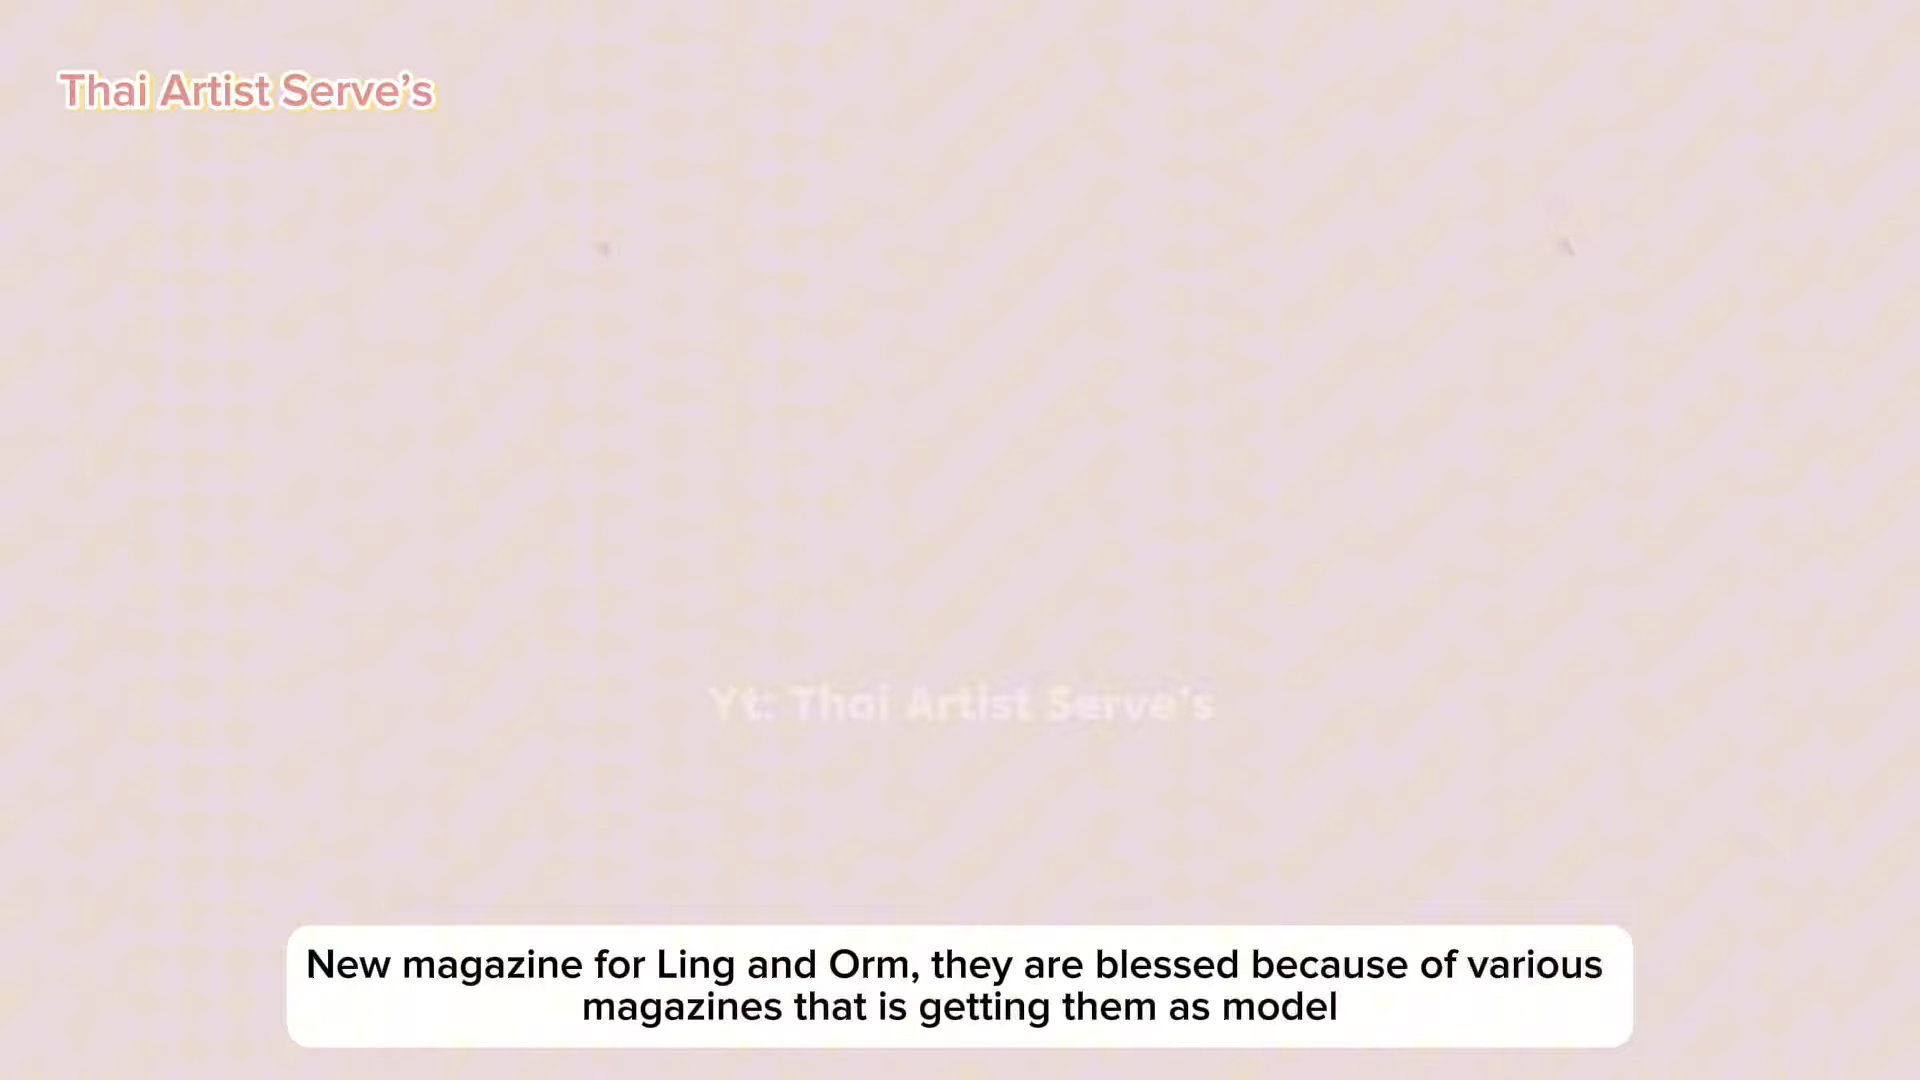 Thai Artist Serve’s
Yt: Thai Artist Serve's
New magazine for Ling and Orm, they are blessed because of various
magazines that is getting them as model